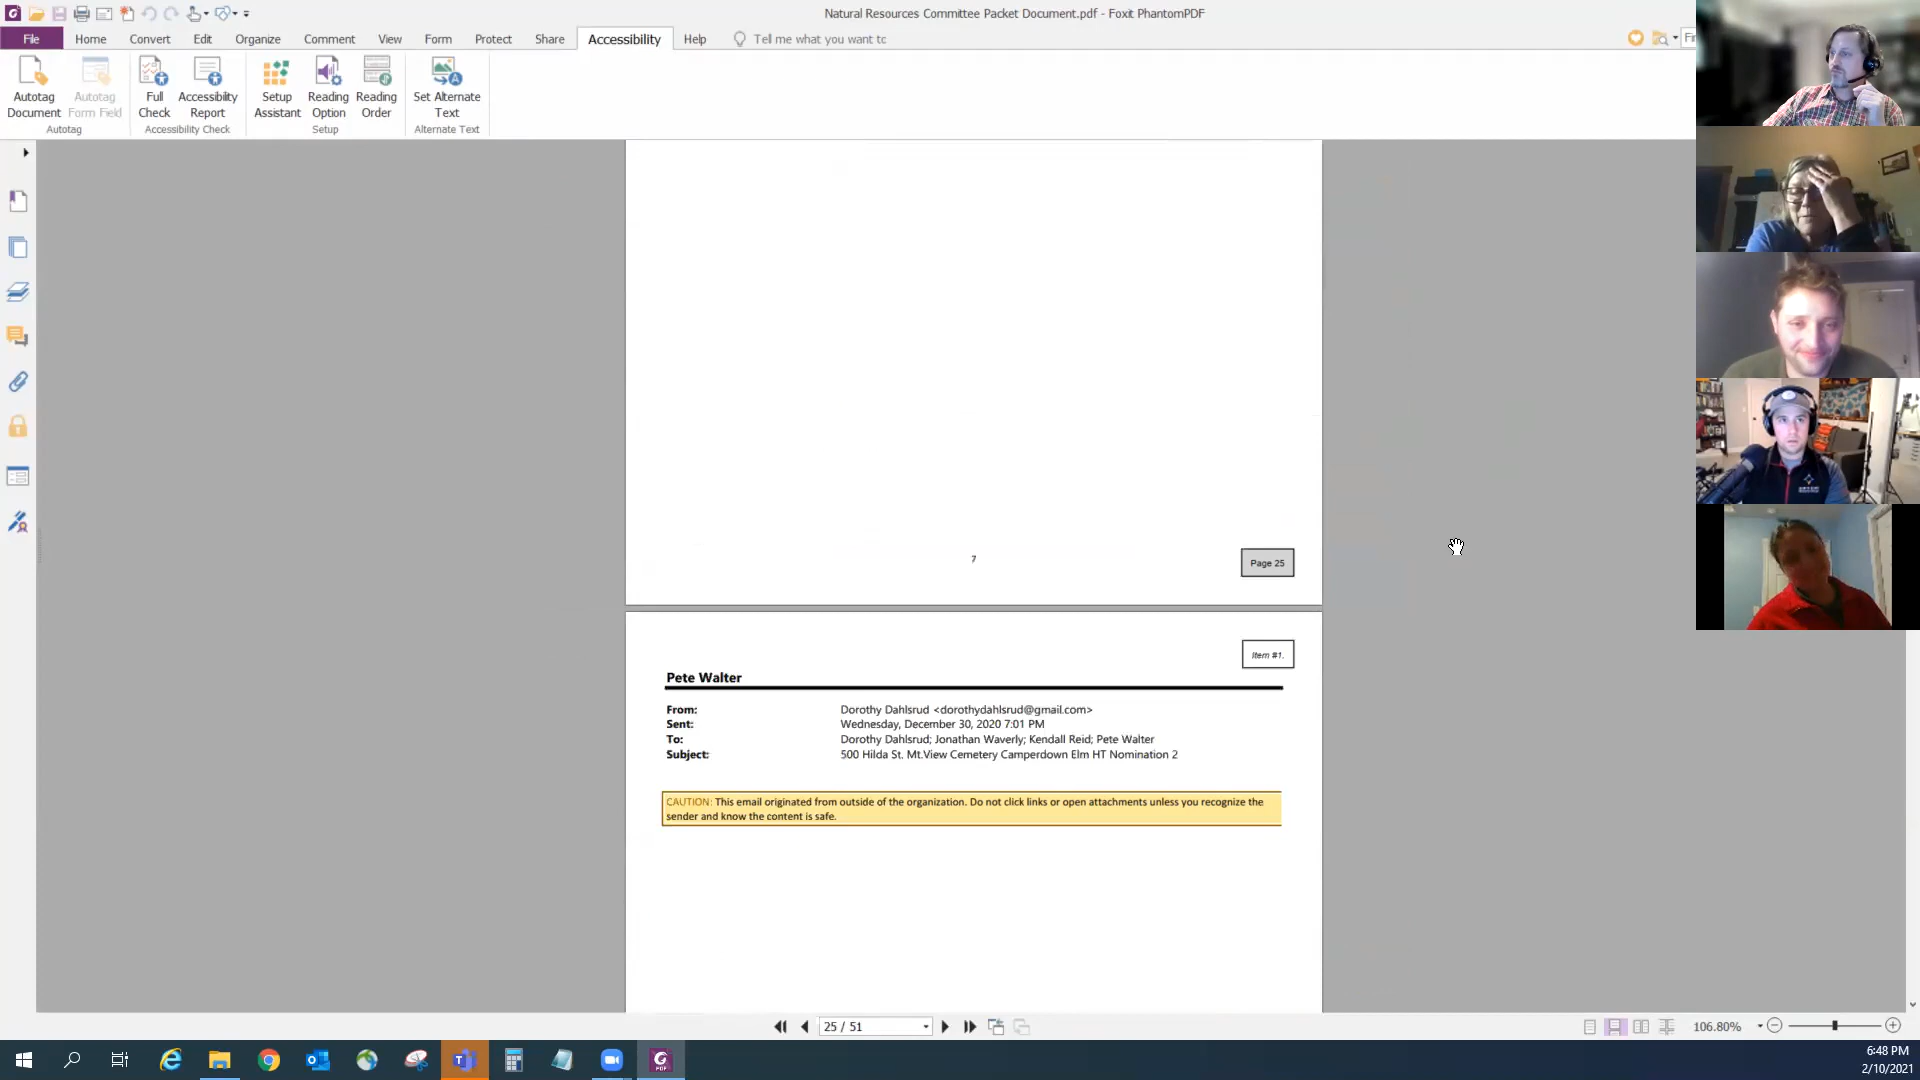 Natural Resources Committee Packet Document.pdf - Foxit PhantomPDF
File Home Convert Edit Organize Comment View Form Protect Share Accessibility Help Tell me what you want to
Autotag Document
Autotag Form Field
Full Check
Accessibility Report
Setup Assistant
Reading Option
Reading Order
Set Alternate Text
Autotag
Accessibility Check
Setup
Alternate Text
7
Page 25
Item #1.
Pete Walter
From: Dorothy Dahlsrud <dorothydahlsrud@gmail.com>
Sent: Wednesday, December 30, 2020 7:01 PM
To: Dorothy Dahlsrud; Jonathan Waverly; Kendall Reid; Pete Walter
Subject: 500 Hilda St. Mt.View Cemetery Camperdown Elm HT Nomination 2
CAUTION: This email originated from outside of the organization. Do not click links or open attachments unless you recognize the
sender and know the content is safe.
25 / 51
106.80%
6:48 PM
2/10/2021